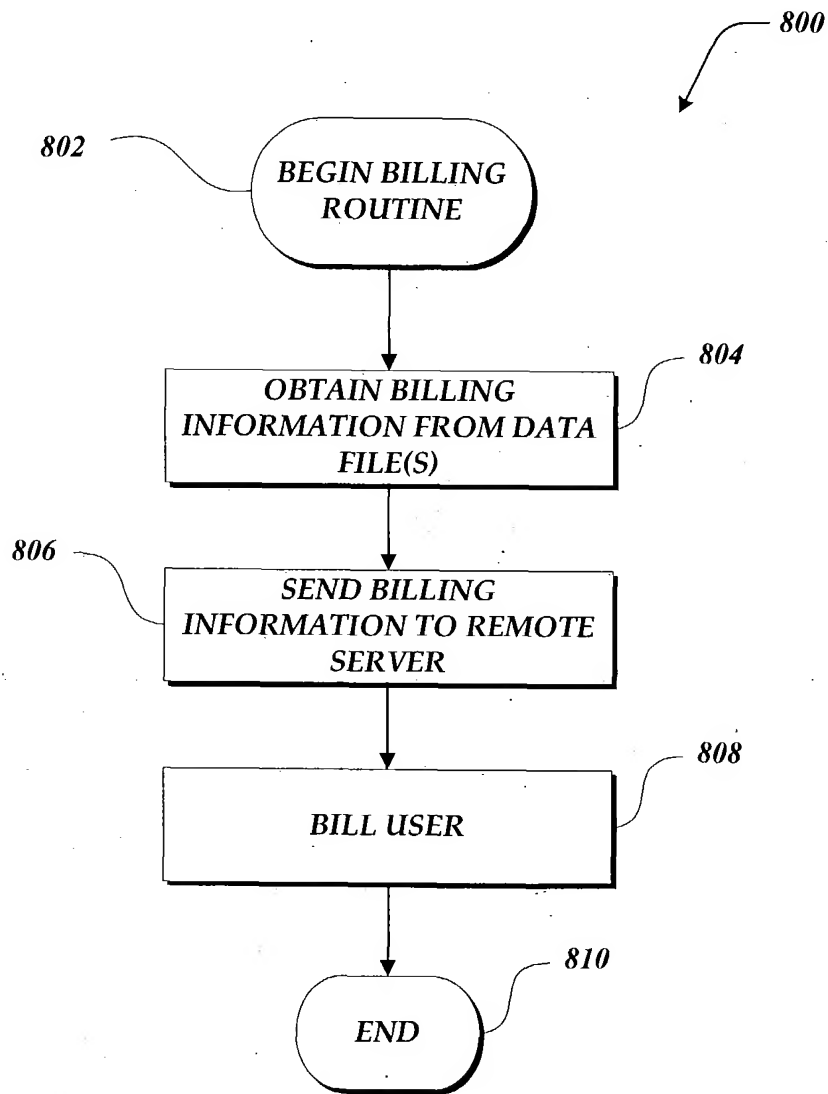 800
802
BEGIN BILLING
ROUTINE
804
OBTAIN BILLING
INFORMATION FROM DATA
FILE(S)
806
SEND BILLING
INFORMATION TO REMOTE
SERVER
808
BILL USER
810
END